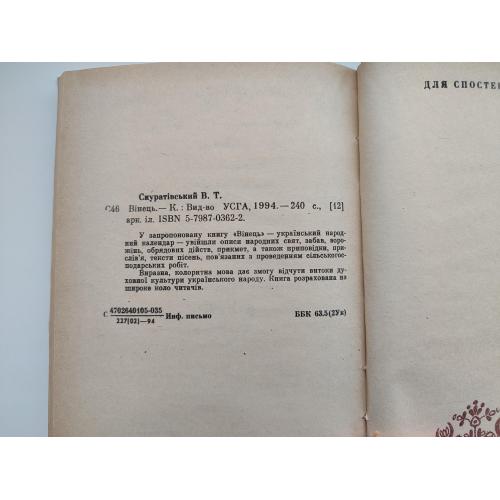 Скуратівський В. Т.
С46 Вінець.— К. : Вид-во УСГА, 1994.— 240 с., [12]
арк. іл. ISBN 5-7987-0362-2.
У запропоновану книгу «Вінець» — український народ-
ний календар — увійшли описи народних свят, забав, воро-
жінь, обрядових дійств, прикмет, а також приповідки, при-
слів'я, тексти пісень, пов'язаних з проведенням сільського-
сподарських робіт.
Виразна, колоритна мова дає змогу відчути витоки ду-
ховної культури українського народу. Книга розрахована на
широке коло читачів.
С 4702640105-035
227(02)—94
Инф. письмо ББК 63.5(2Ук)
ДЛЯ СПОСТЕ